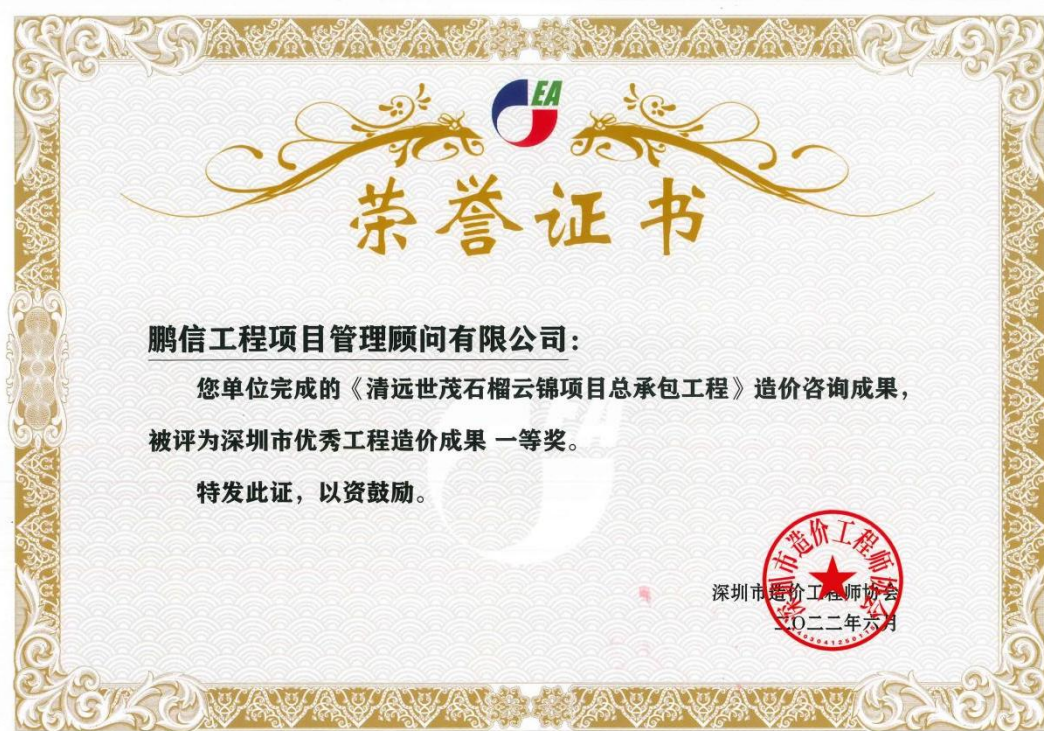 EA
荣誉证书
鹏信工程项目管理顾问有限公司：
您单位完成的《清远世茂石榴云锦项目总承包工程》造价咨询成果，
被评为深圳市优秀工程造价成果 一等奖。
特发此证，以资鼓励。
深圳市造价工程师协会
二〇二二年六月
深圳市造价工程师协会